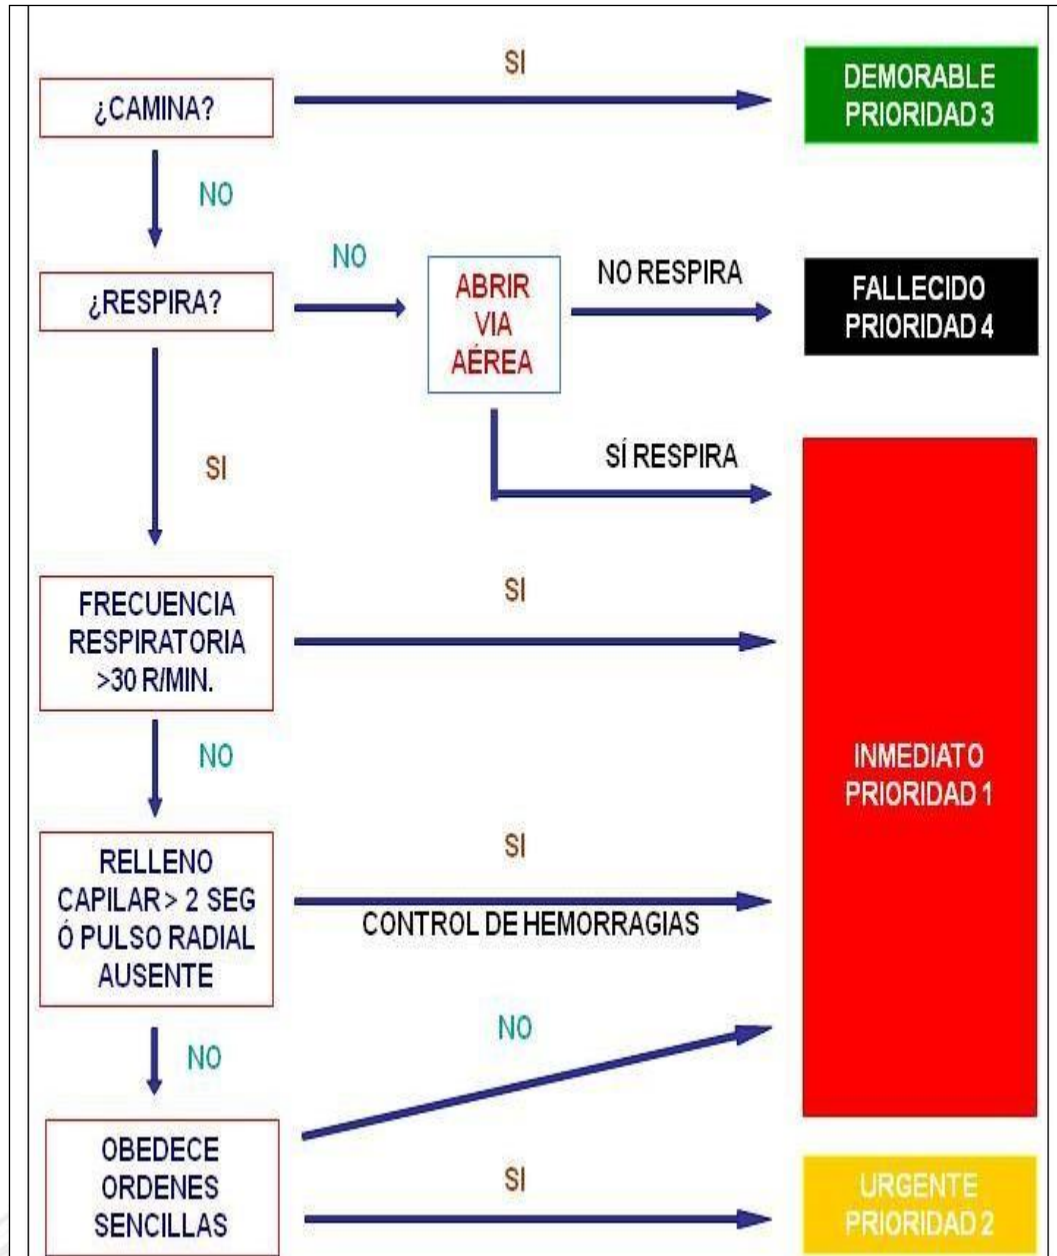 SI
¿CAMINA?
DEMORABLE
PRIORIDAD 3
NO
¿RESPIRA?
NO
ABRIR
VIA
AÉREA
NO RESPIRA
FALLECIDO
PRIORIDAD 4
SÍ RESPIRA
SI
FRECUENCIA
RESPIRATORIA
>30 R/MIN.
SI
INMEDIATO
PRIORIDAD 1
NO
RELLENO
CAPILAR > 2 SEG
Ó PULSO RADIAL
AUSENTE
SI
CONTROL DE HEMORRAGIAS
NO
NO
OBEDECE
ORDENES
SENCILLAS
SI
URGENTE
PRIORIDAD 2